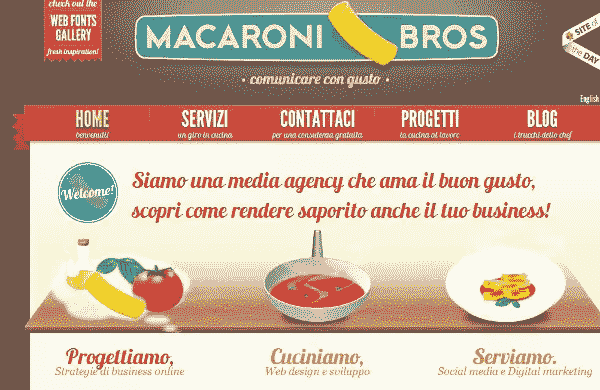 check out the
WEB FONTS
GALLERY
fresh inspiration!
MACARONI BROS
• comunicare con gusto •
SITE of
the DAY
English
HOME SERVIZI CONTATTACI PROGETTI BLOG
benvenuti! un giro in cucina per una consulenza gratuita la cucina al lavoro i trucchi dello chef
Welcome!
Siamo una media agency che ama il buon gusto,
scopri come rendere saporito anche il tuo business!
Progettiamo, Cuciniamo, Serviamo.
Strategie di business online Web design e sviluppo Social media e Digital marketing